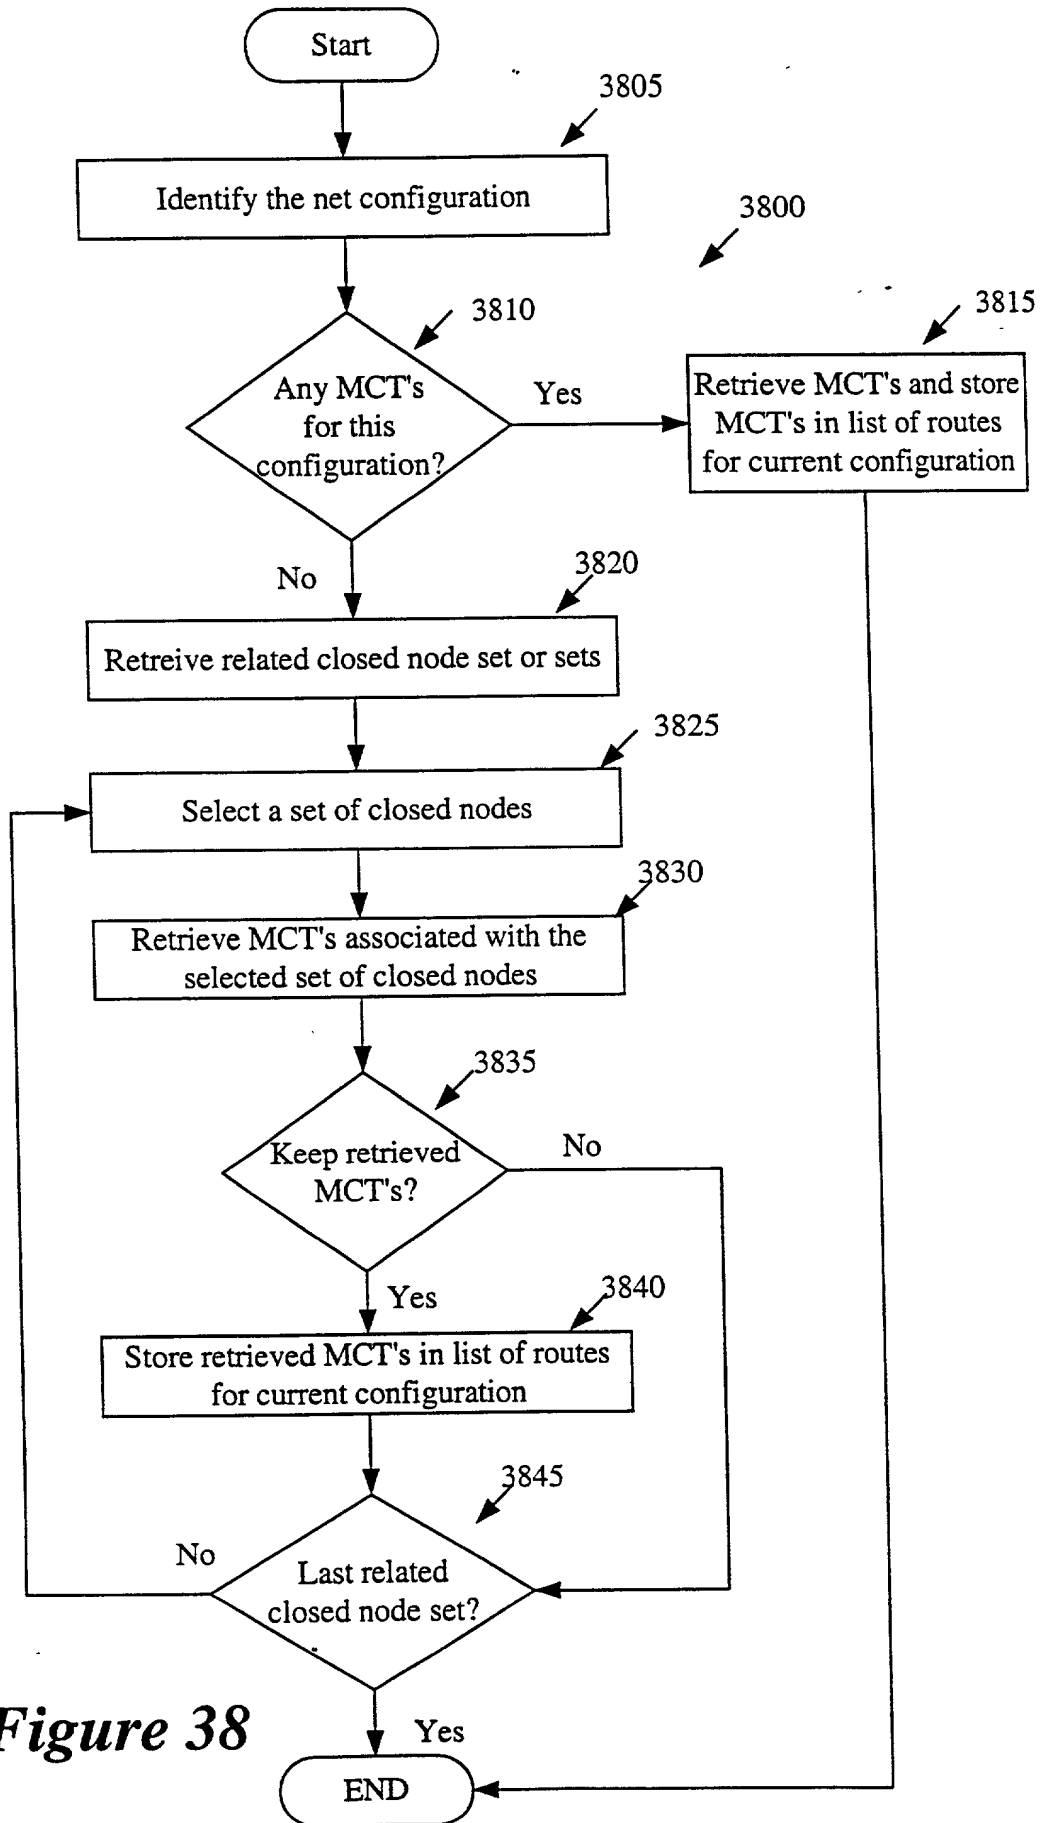 Start
3805
Identify the net configuration
3800
3810
3815
Any MCT's
for this
configuration?
Yes
Retrieve MCT's and store
MCT's in list of routes
for current configuration
No
3820
Retreive related closed node set or sets
3825
Select a set of closed nodes
3830
Retrieve MCT's associated with the
selected set of closed nodes
3835
Keep retrieved
MCT's?
No
Yes
3840
Store retrieved MCT's in list of routes
for current configuration
3845
No
Last related
closed node set?
Figure 38
Yes
END